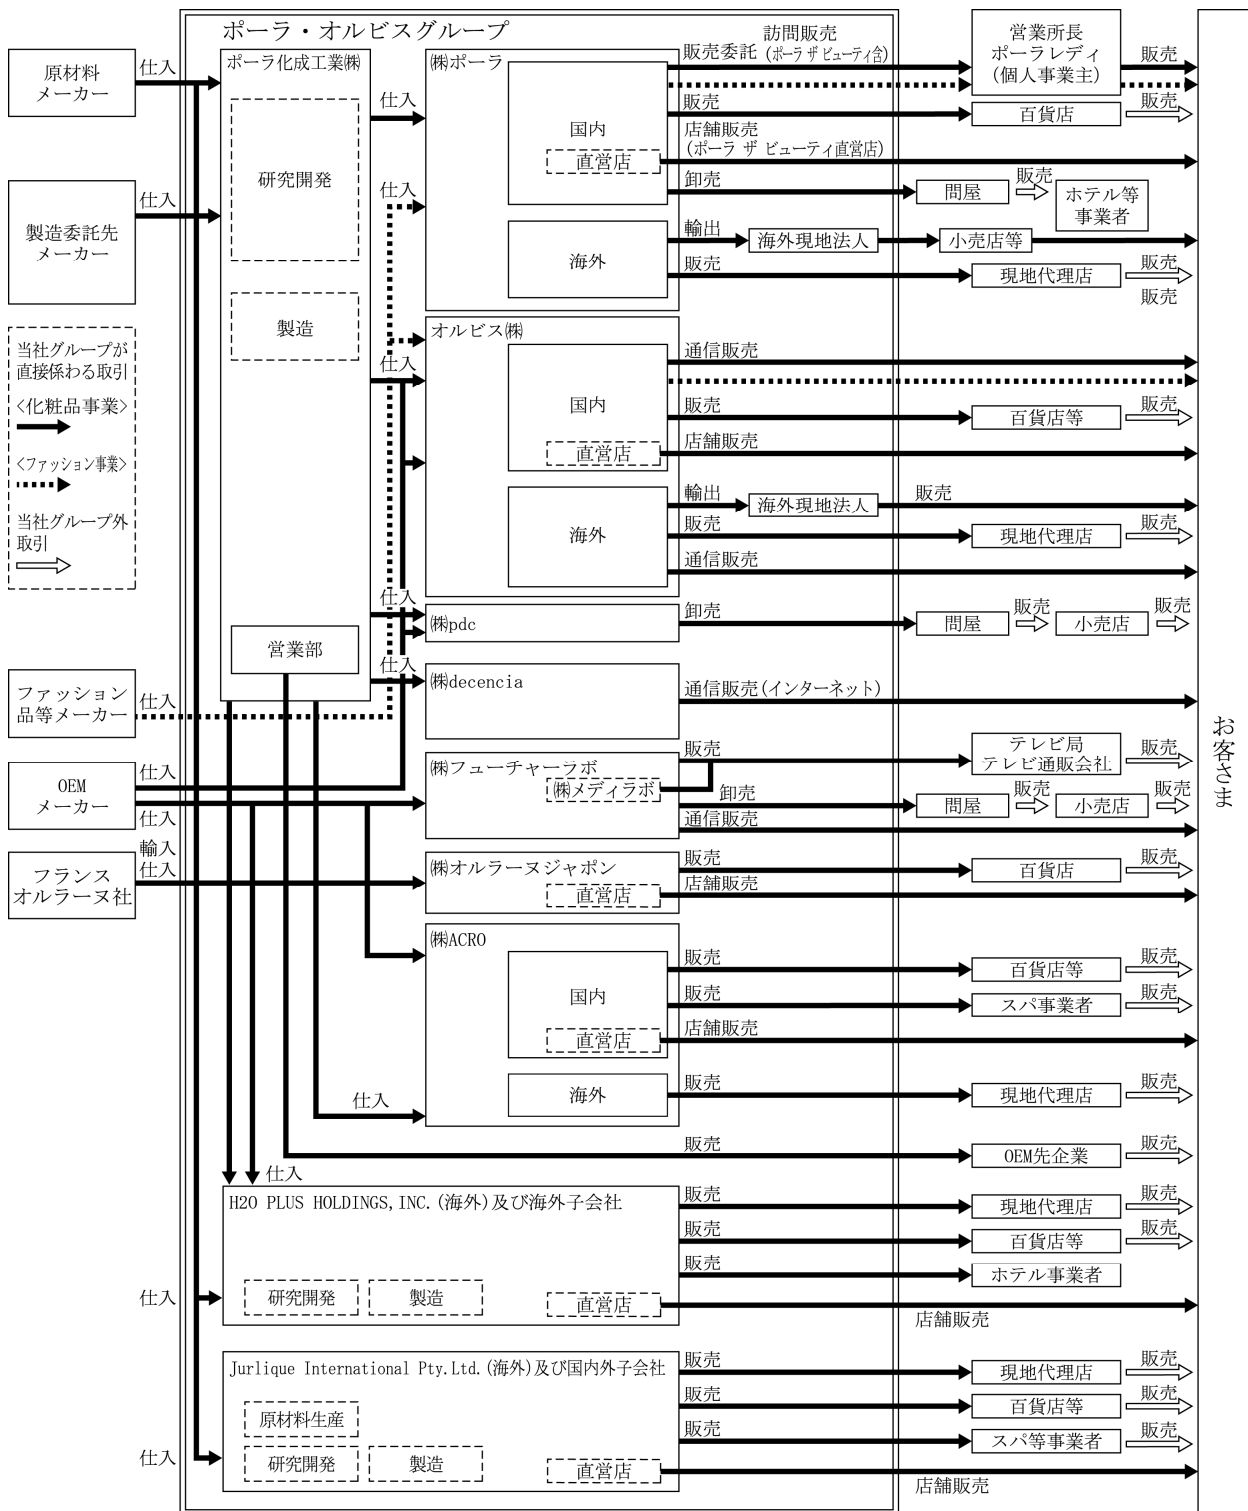 ポーラ・オルビスグループ
原材料
メーカー
仕入
製造委託先
メーカー
仕入
当社グループが
直接係わる取引
<化粧品事業>
<ファッション事業>
当社グループ外
取引
ファッション
品等メーカー
仕入
OEM
メーカー
仕入
仕入
輸入
仕入
フランス
オルラーヌ社
仕入
仕入
ポーラ化成工業㈱
研究開発
製造
営業部
仕入
仕入
仕入
仕入
仕入
仕入
仕入
㈱ポーラ
国内
直営店
海外
訪問販売
販売委託(ポーラ ザ ビューティ含)
営業所長
ポーラレディ
(個人事業主)
販売
販売
百貨店
販売
店舗販売
(ポーラ ザ ビューティ直営店)
卸売
問屋
販売
ホテル等
事業者
輸出
海外現地法人
小売店等
販売
現地代理店
販売
販売
オルビス㈱
国内
直営店
海外
通信販売
販売
百貨店等
販売
店舗販売
輸出
海外現地法人
販売
販売
現地代理店
販売
通信販売
㈱pdc
卸売
問屋
販売
小売店
販売
㈱decencia
通信販売(インターネット)
㈱フューチャーラボ
㈱メディラボ
販売
テレビ局
テレビ通販会社
販売
卸売
問屋
販売
小売店
販売
通信販売
㈱オルラーヌジャポン
直営店
販売
百貨店
販売
店舗販売
㈱ACRO
国内
直営店
海外
販売
百貨店等
販売
販売
スパ事業者
販売
店舗販売
販売
現地代理店
販売
販売
OEM先企業
販売
H2O PLUS HOLDINGS,INC.(海外)及び海外子会社
研究開発
製造
直営店
販売
現地代理店
販売
販売
百貨店等
販売
販売
ホテル事業者
店舗販売
Jurlique International Pty.Ltd.(海外)及び国内外子会社
原材料生産
研究開発
製造
直営店
販売
現地代理店
販売
販売
百貨店等
販売
販売
スパ等事業者
販売
店舗販売
お客さま